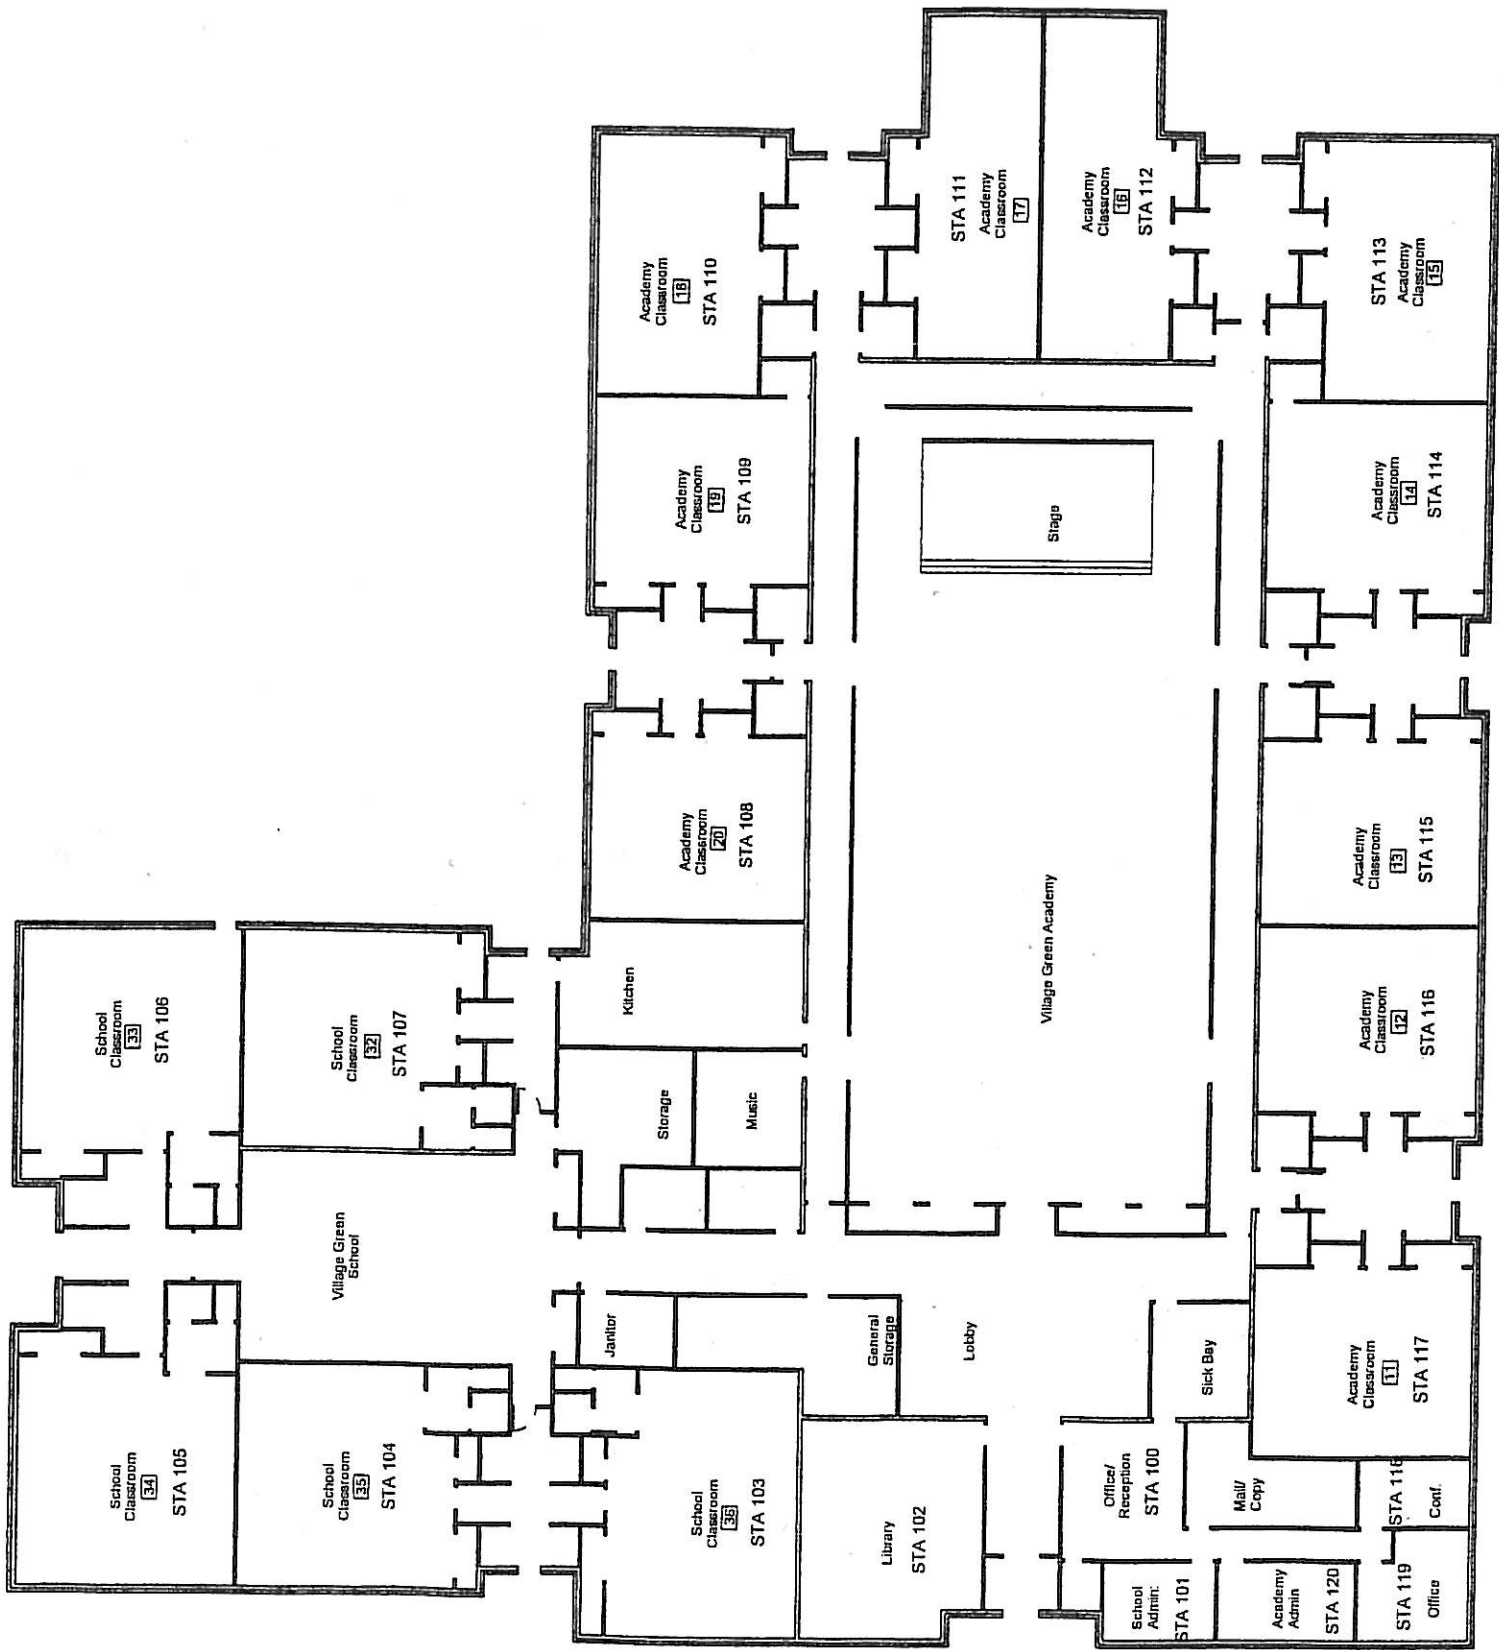 School
Classroom
33
STA 106
School
Classroom
32
STA 107
School
Classroom
34
STA 105
School
Classroom
35
STA 104
School
Classroom
36
STA 103
Village Green
School
Janitor
General
Storage
Storage
Music
Kitchen
Academy
Classroom
20
STA 108
Academy
Classroom
19
STA 109
Academy
Classroom
18
STA 110
STA 111
Academy
Classroom
17
Academy
Classroom
16
STA 112
STA 113
Academy
Classroom
15
Academy
Classroom
14
STA 114
Academy
Classroom
13
STA 115
Academy
Classroom
12
STA 116
Academy
Classroom
11
STA 117
Stage
Village Green Academy
Lobby
Sick Bay
Library
STA 102
Office/
Reception
STA 100
Mail/
Copy
STA 118
Conf.
School
Admin:
STA 101
Academy
Admin
STA 120
STA 119
Office